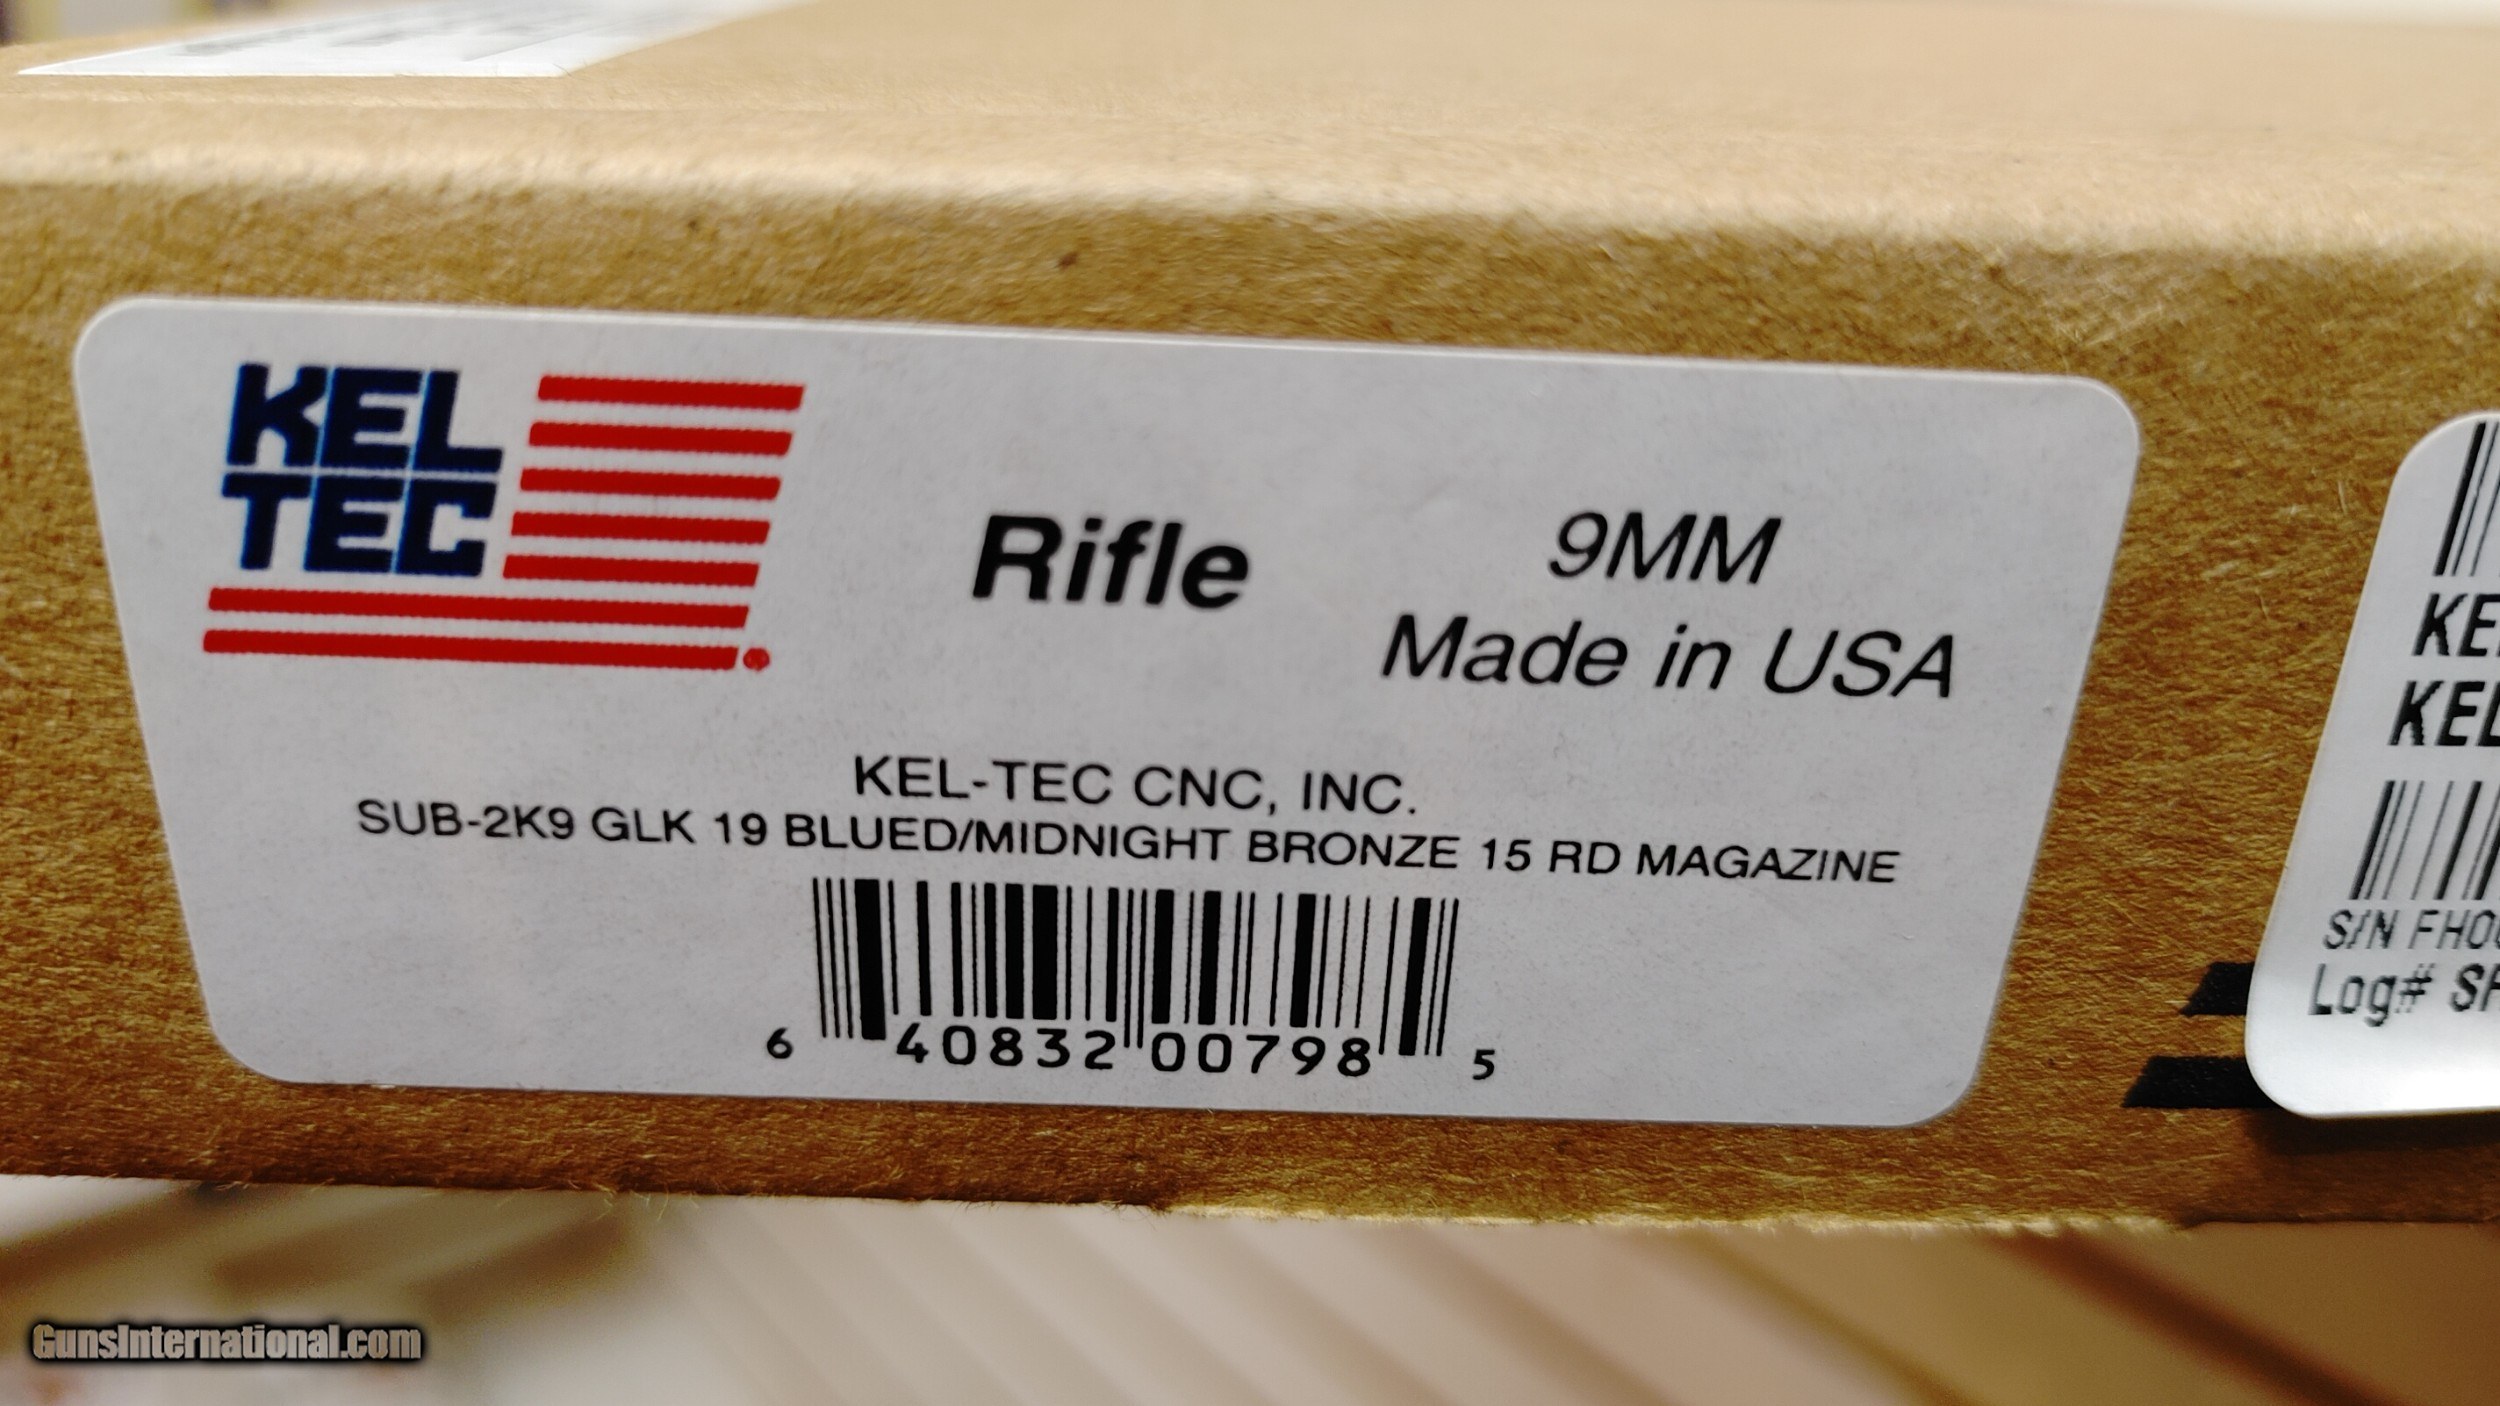 KEL
TEC
Rifle
9MM
Made in USA
KEL-TEC CNC, INC.
SUB-2K9 GLK 19 BLUED/MIDNIGHT BRONZE 15 RD MAGAZINE
6 40832 00798 5
S/N
Log#
GunsInternational.com